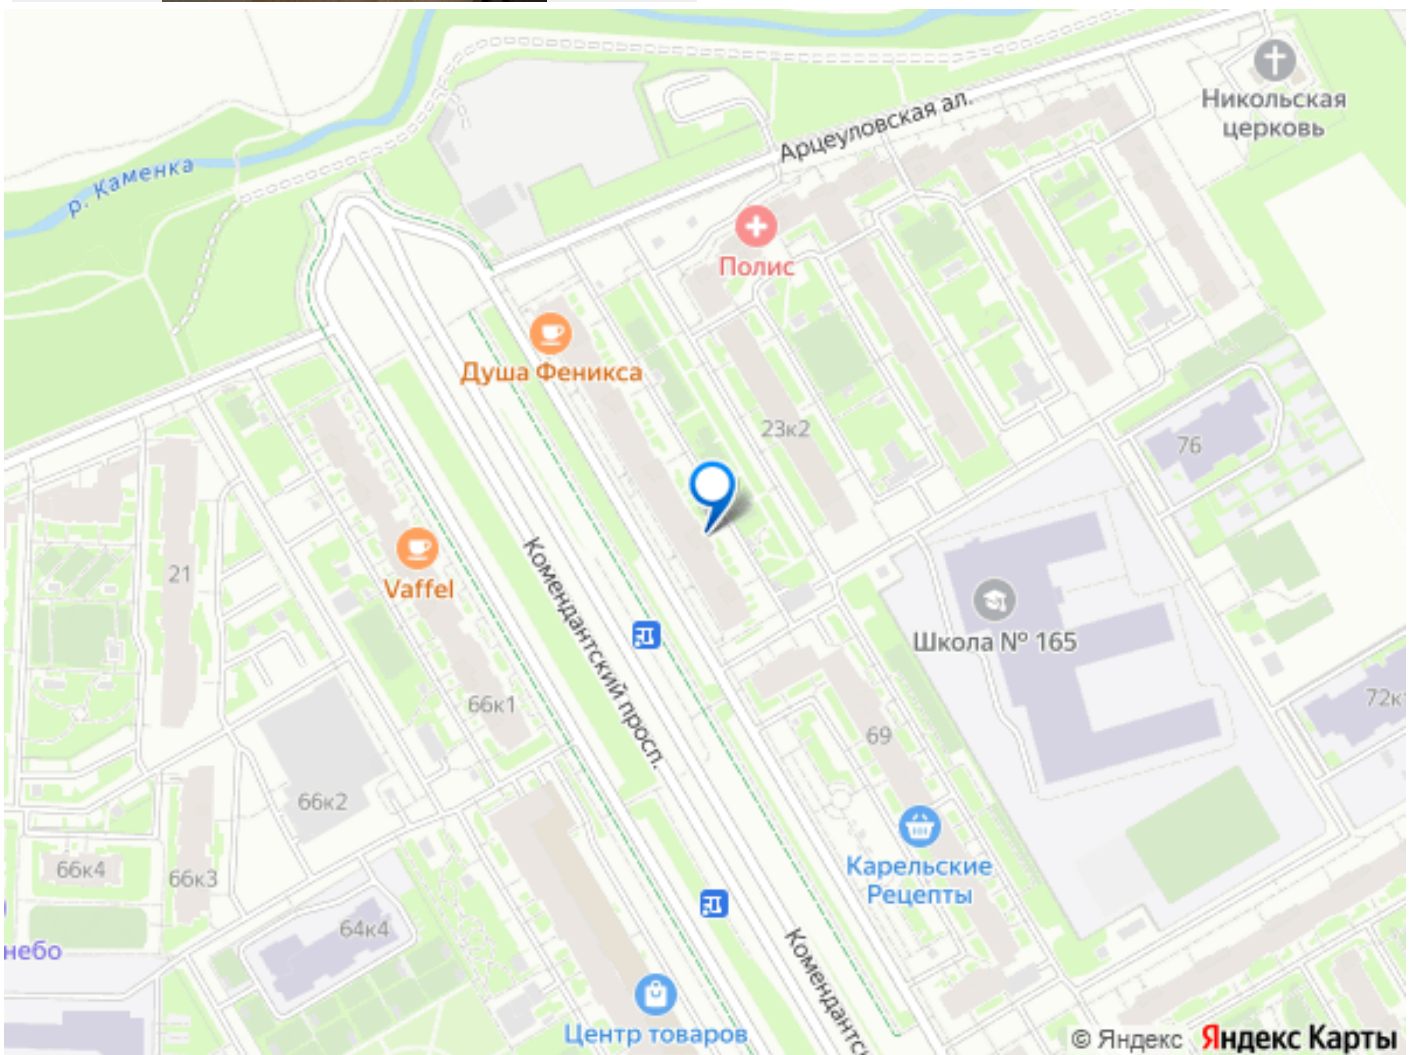 Никольская
церковь
Арцеуловская ал.
р. Каменка
Полис
Душа Феникса
23к2
76
21
Vaffel
Комендантский просп.
Школа № 165
66к1
69
72к
66к2
66к4
66к3
Карельские
Рецепты
64к4
небо
Комендантск
Центр товаров
© Яндекс Яндекс Карты